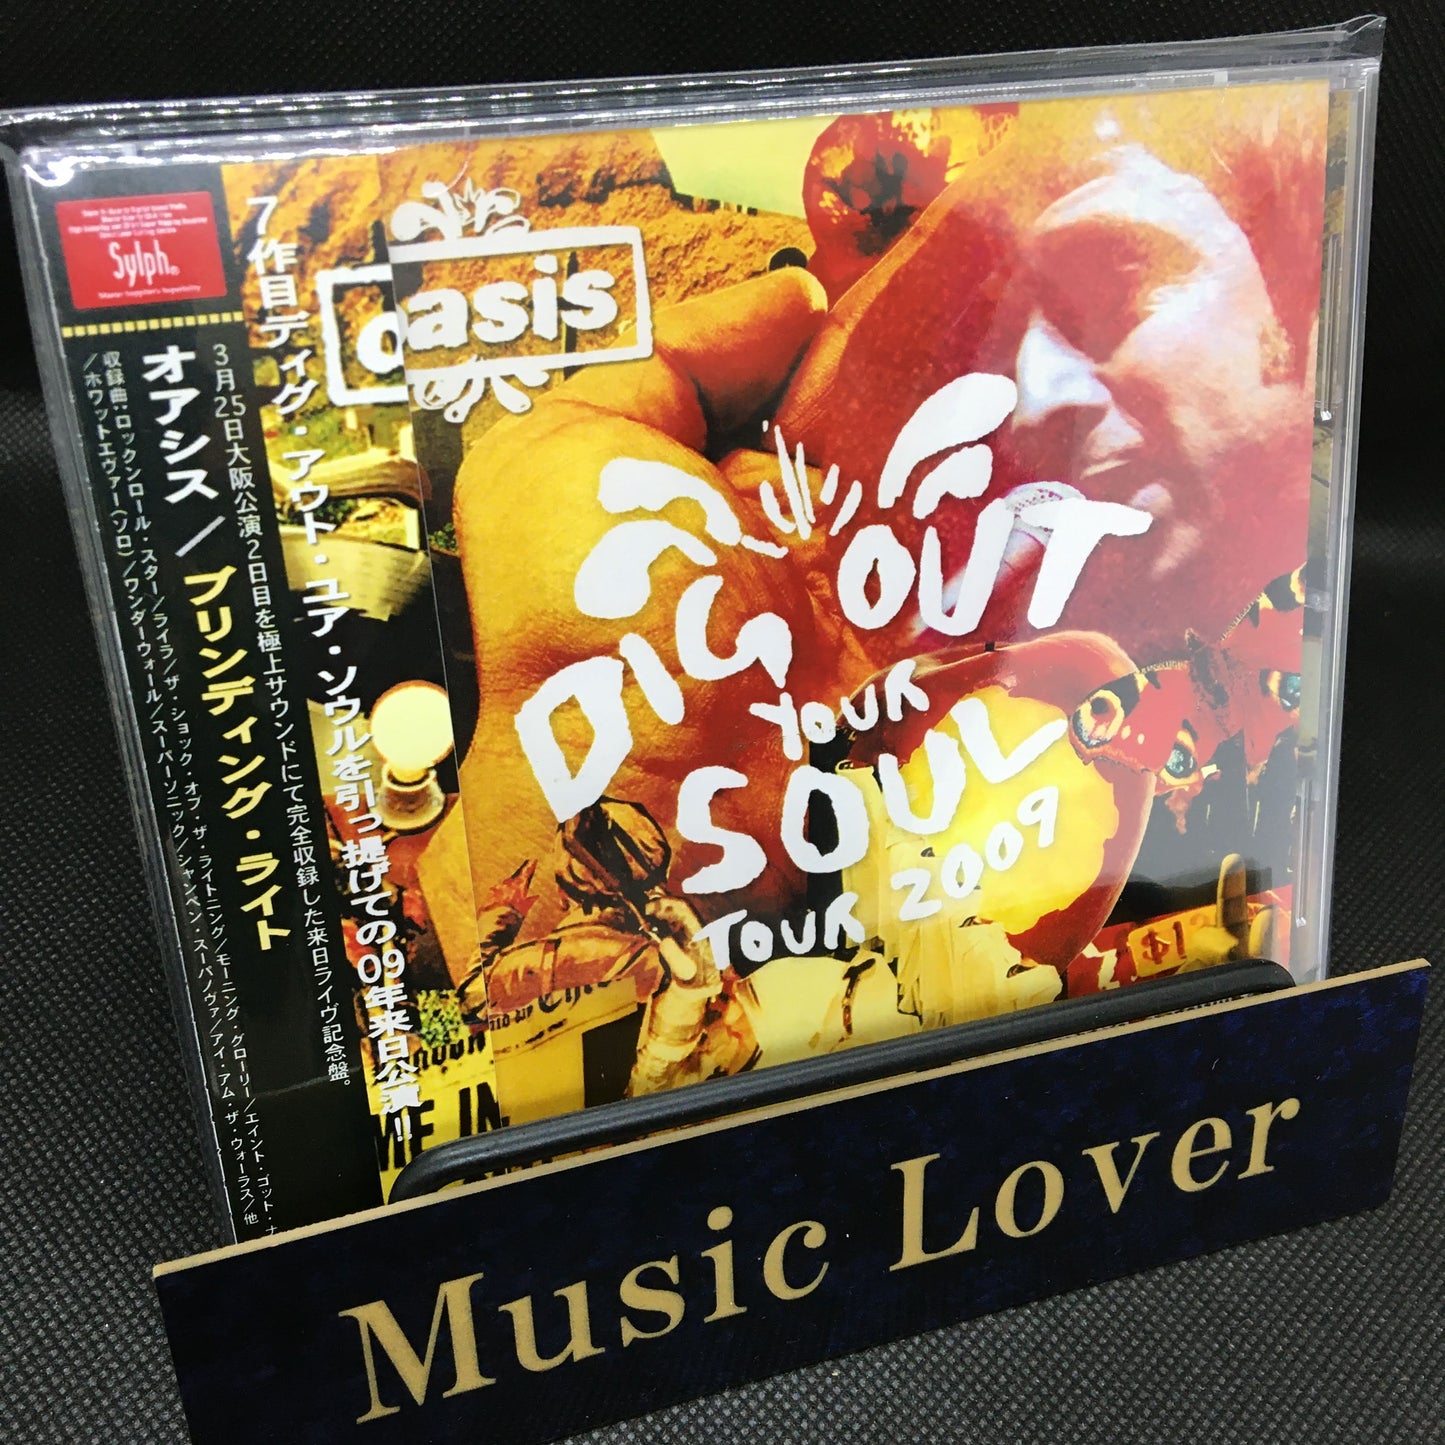 Sylph®
7作目ディグ・アウト・ユア・ソウルを引っ提げての09年来日公演!!
3月25日大阪公演2日目を極上サウンドにて完全収録した来日ライヴ記念盤。
オアシス／ブリンディング・ライト
収録曲:ロックンロール・スター/ライラ/ザ・ショック・オブ・ザ・ライトニング/モーニング・グローリー/エイント・ゴット・ナ
/ホワットエヴァー(ソロ)/ワンダーウォール/スーパーソニック/シャンペン・スーパーノヴァ/アイ・アム・ザ・ウォーラス/他
o
asis
DIG OUT
YOUR
SOUL
TOUR 2009
ME IN
Music Lover